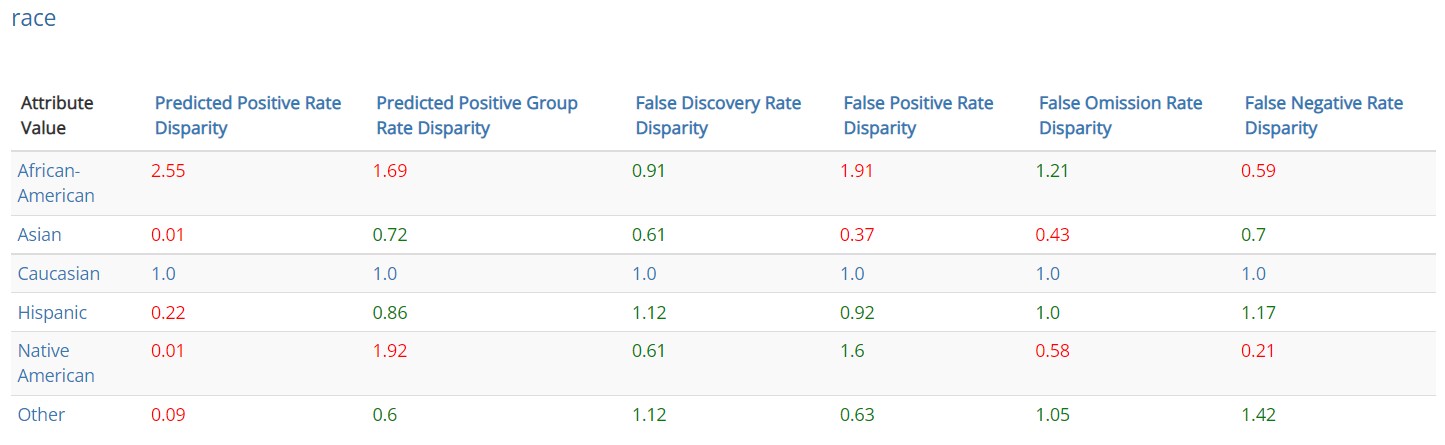 race
Attribute Value Predicted Positive Rate Disparity Predicted Positive Group Rate Disparity False Discovery Rate Disparity False Positive Rate Disparity False Omission Rate Disparity False Negative Rate Disparity
African-American 2.55 1.69 0.91 1.91 1.21 0.59
Asian 0.01 0.72 0.61 0.37 0.43 0.7
Caucasian 1.0 1.0 1.0 1.0 1.0 1.0
Hispanic 0.22 0.86 1.12 0.92 1.0 1.17
Native American 0.01 1.92 0.61 1.6 0.58 0.21
Other 0.09 0.6 1.12 0.63 1.05 1.42